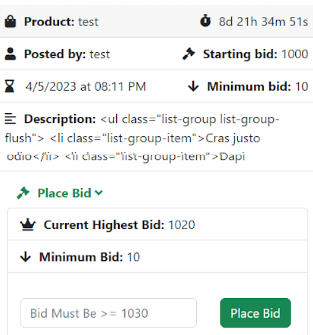 Product: test 8d 21h 34m 51s
Posted by: test Starting bid: 1000
4/5/2023 at 08:11 PM Minimum bid: 10
Description: <ul class="list-group list-group-
flush"> <li class="list-group-item">Cras justo
odio</li> <li class="list-group-item">Dapi
Place Bid
Current Highest Bid: 1020
Minimum Bid: 10
Bid Must Be >= 1030 Place Bid